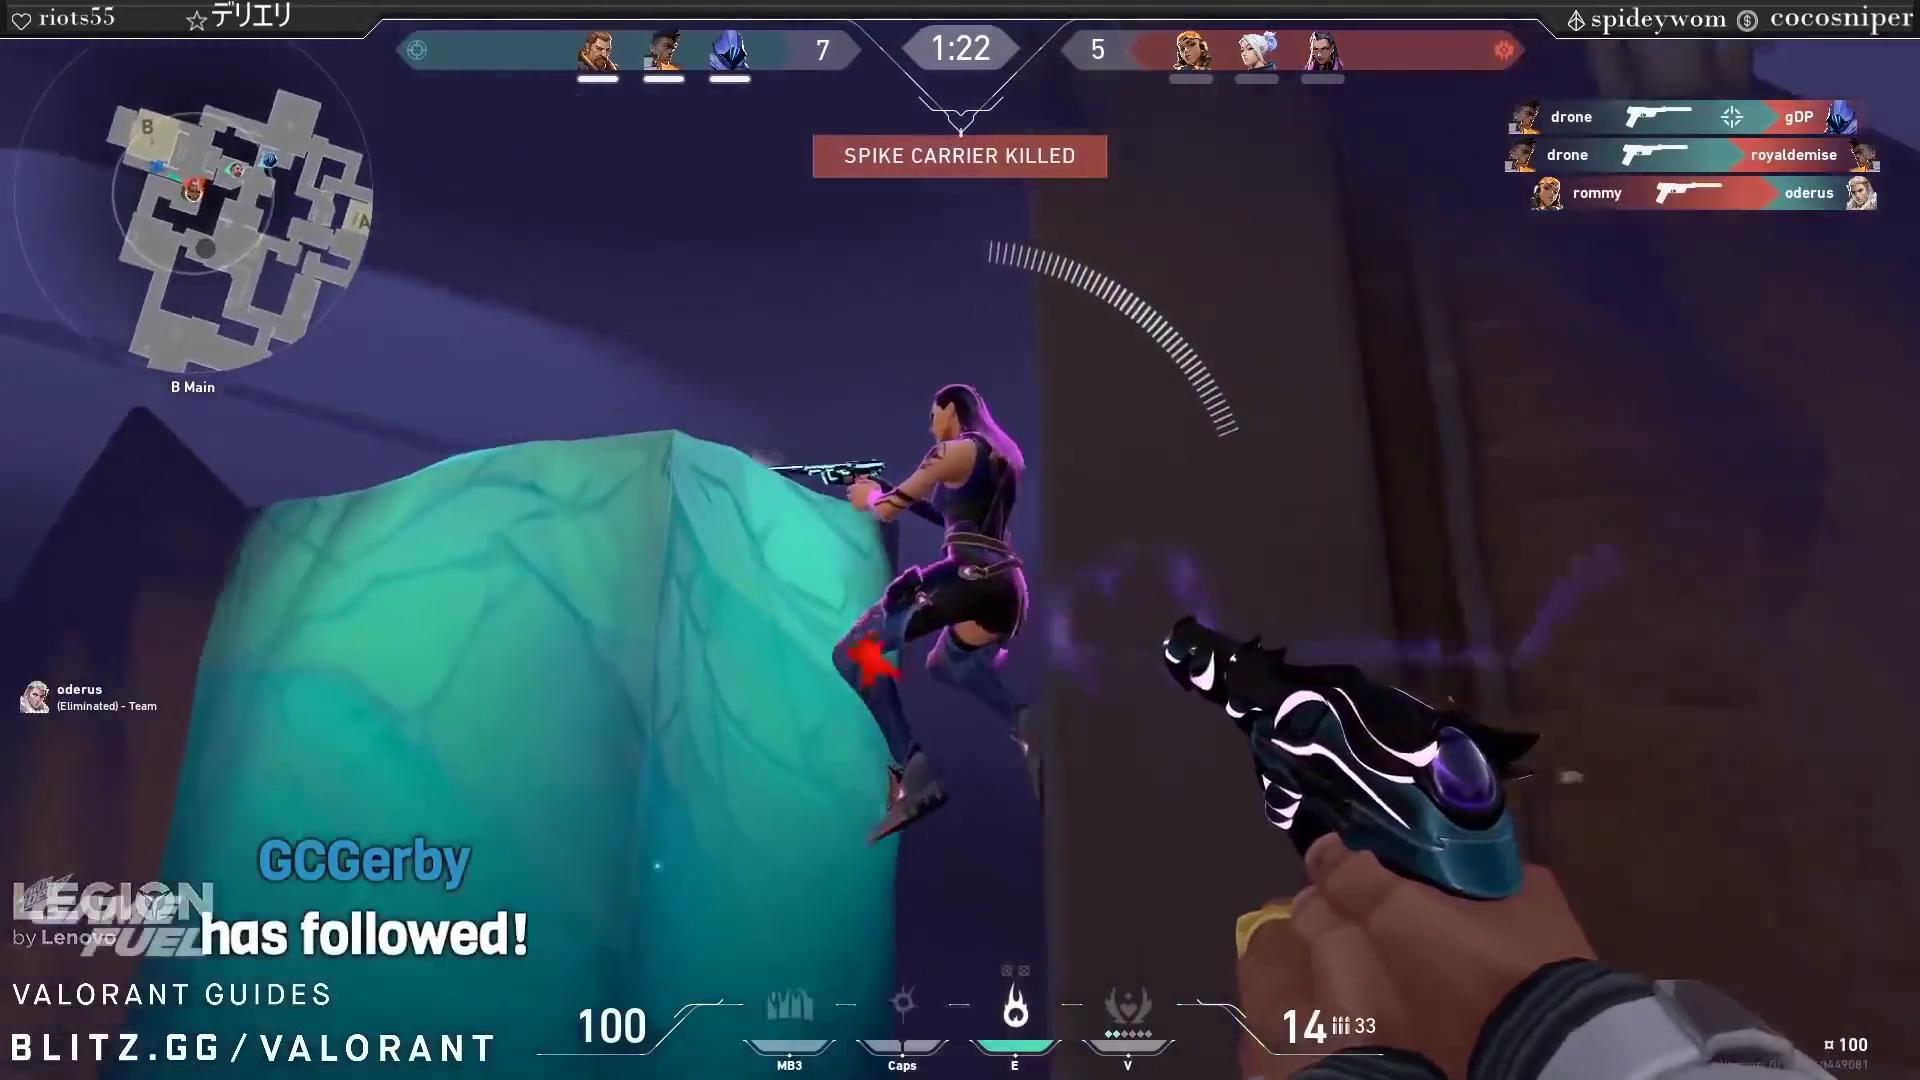 riots55
☆デリエリ
spideywom
cocosniper
7
1:22
5
SPIKE CARRIER KILLED
drone
gDP
drone
royaldemise
rommy
oderus
B
A
B Main
oderus
(Eliminated) - Team
GCGerby
has followed!
LEGION
by Lenovo
FUEL
VALORANT GUIDES
BLITZ.GG/VALORANT
100
MB3
Caps
E
V
14
33
¤ 100